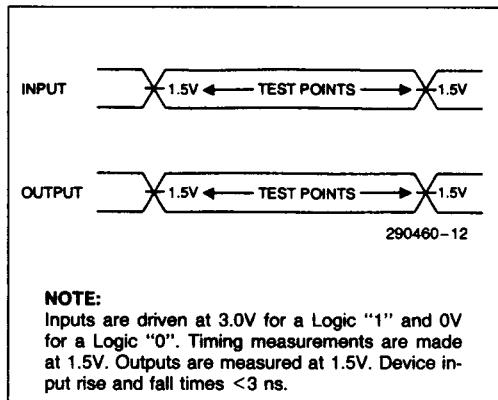 INPUT 1.5V TEST POINTS 1.5V
OUTPUT 1.5V TEST POINTS 1.5V
290460-12
NOTE:
Inputs are driven at 3.0V for a Logic "1" and 0V
for a Logic "0". Timing measurements are made
at 1.5V. Outputs are measured at 1.5V. Device in-
put rise and fall times <3 ns.